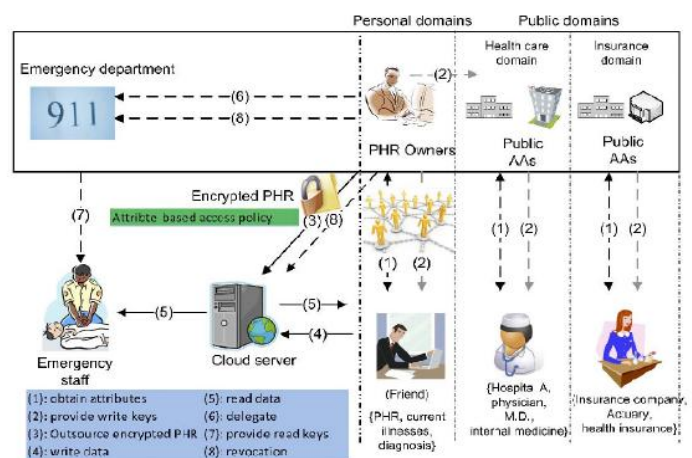 Personal domains
Public domains
Emergency department
Health care
domain
Insurance
domain
911
(6)
(8)
(2)
PHR Owners
Public
AAs
Public
AAs
Encrypted PHR
Attribte-based access policy
(3)
(8)
(7)
(1)
(2)
(1)
(2)
(1)
(2)
(5)
(5)
(4)
Emergency
staff
Cloud server
(Friend)
{PHR, current
illnesses,
diagnosis}
{Hospital A,
physician,
M.D.,
internal medicine}
{Insurance company,
Actuary,
health insurance}
(1): obtain attributes
(2): provide write keys
(3): Outsource encrypted PHR
(4): write data
(5): read data
(6): delegate
(7): provide read keys
(8): revocation